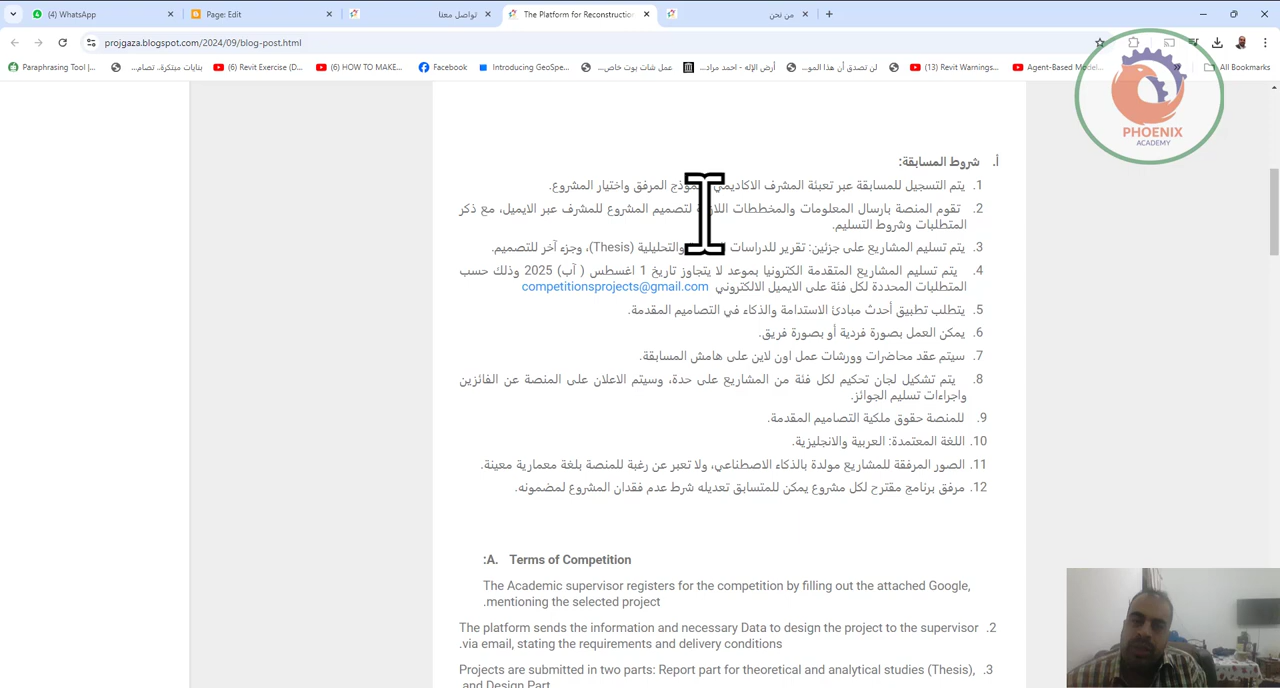 (4) WhatsApp
Page: Edit
تواصل معنا
The Platform for Reconstruction
من نحن
projgaza.blogspot.com/2024/09/blog-post.html
Paraphrasing Tool |...
بنايات مبتكرة.. تصام...
(6) Revit Exercise (D...
(6) HOW TO MAKE...
Facebook
Introducing GeoSpe...
عمل شات بوت خاص...
أرض الإله - احمد مراد...
لن تصدق أن هذا المو...
(13) Revit Warnings...
Agent-Based Model...
All Bookmarks
PHOENIX
ACADEMY
أ. شروط المسابقة:
1. يتم التسجيل للمسابقة عبر تعبئة المشرف الاكاديمي المرفق واختيار المشروع.
2. تقوم المنصة بارسال المعلومات والمخططات لتصميم المشروع للمشرف عبر الايميل، مع ذكر
المتطلبات وشروط التسليم.
3. يتم تسليم المشاريع على جزئين: تقرير للدراسات والتحليلية (Thesis)، وجزء آخر للتصميم.
4. يتم تسليم المشاريع المتقدمة الكترونيا بموعد لا يتجاوز تاريخ 1 اغسطس ( آب) 2025 وذلك حسب
المتطلبات المحددة لكل فئة على الايميل الالكتروني competitionsprojects@gmail.com
5. يتطلب تطبيق أحدث مبادئ الاستدامة والذكاء في التصاميم المقدمة.
6. يمكن العمل بصورة فردية أو بصورة فريق.
7. سيتم عقد محاضرات وورشات عمل اون لاين على هامش المسابقة.
8. يتم تشكيل لجان تحكيم لكل فئة من المشاريع على حدة، وسيتم الاعلان على المنصة عن الفائزين
واجراءات تسليم الجوائز.
9. للمنصة حقوق ملكية التصاميم المقدمة.
10. اللغة المعتمدة: العربية والانجليزية.
11. الصور المرفقة للمشاريع مولدة بالذكاء الاصطناعي، ولا تعبر عن رغبة للمنصة بلغة معمارية معينة.
12. مرفق برنامج مقترح لكل مشروع يمكن للمتسابق تعديله شرط عدم فقدان المشروع لمضمونه.
:A. Terms of Competition
The Academic supervisor registers for the competition by filling out the attached Google,
.mentioning the selected project
The platform sends the information and necessary Data to design the project to the supervisor .2
.via email, stating the requirements and delivery conditions
Projects are submitted in two parts: Report part for theoretical and analytical studies (Thesis), .3
and Design Part